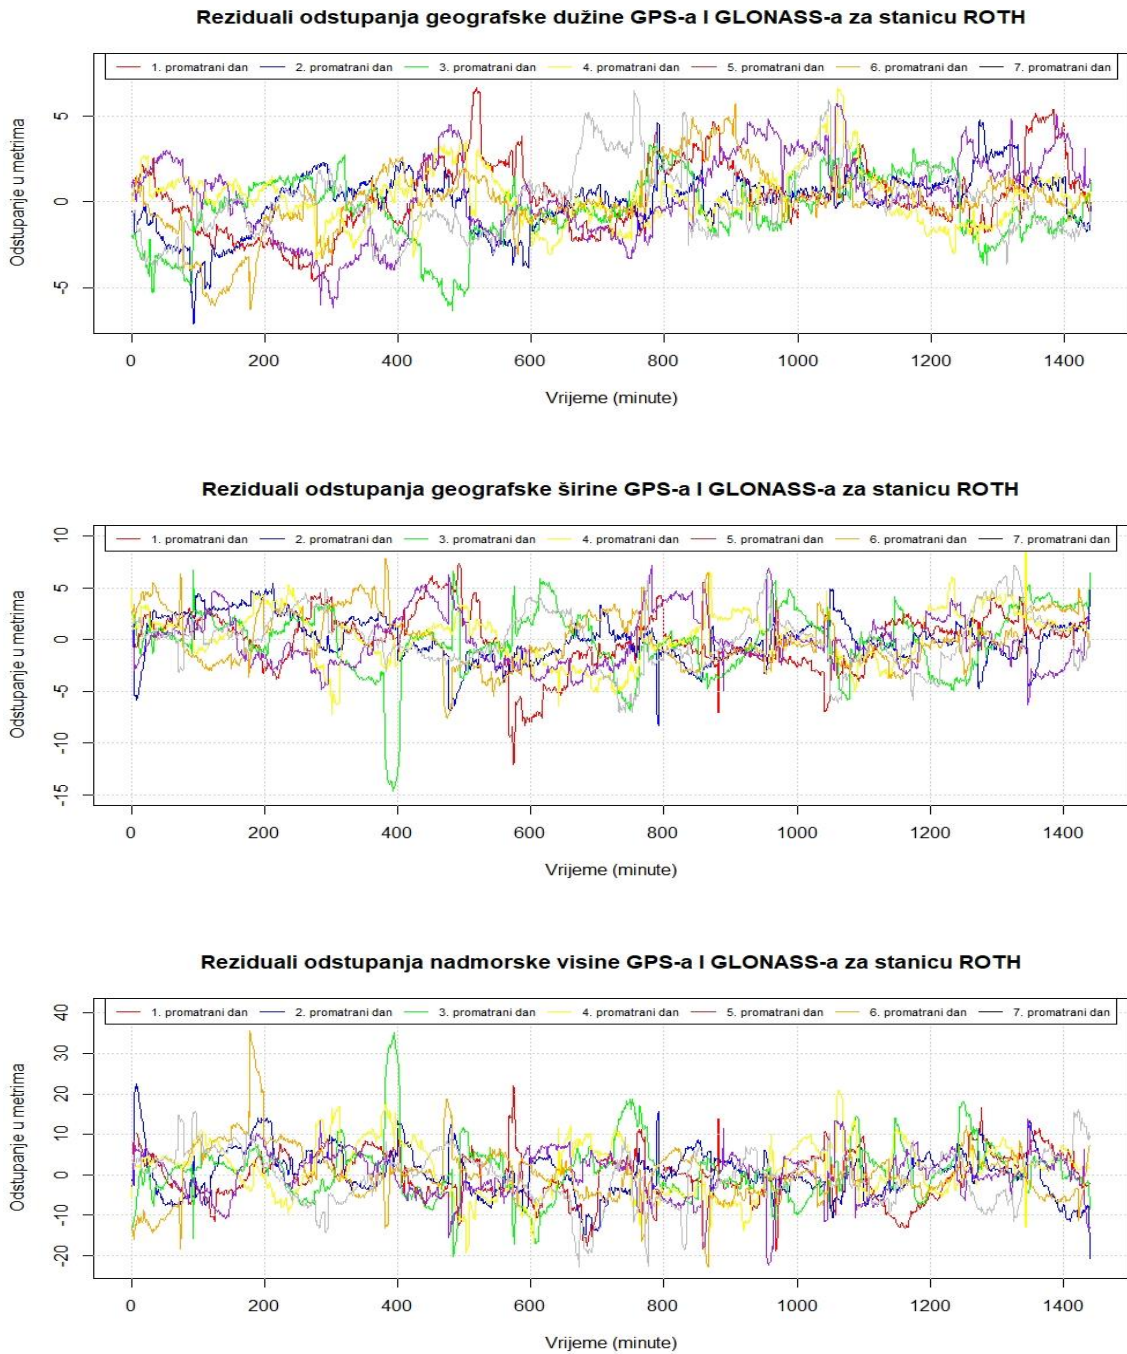 Reziduali odstupanja geografske dužine GPS-a I GLONASS-a za stanicu ROTH
1. promatrani dan 2. promatrani dan 3. promatrani dan 4. promatrani dan 5. promatrani dan 6. promatrani dan 7. promatrani dan
Odstupanje u metrima
5
0
-5
0 200 400 600 800 1000 1200 1400
Vrijeme (minute)
Reziduali odstupanja geografske širine GPS-a I GLONASS-a za stanicu ROTH
1. promatrani dan 2. promatrani dan 3. promatrani dan 4. promatrani dan 5. promatrani dan 6. promatrani dan 7. promatrani dan
Odstupanje u metrima
10
5
0
-5
-10
-15
0 200 400 600 800 1000 1200 1400
Vrijeme (minute)
Reziduali odstupanja nadmorske visine GPS-a I GLONASS-a za stanicu ROTH
1. promatrani dan 2. promatrani dan 3. promatrani dan 4. promatrani dan 5. promatrani dan 6. promatrani dan 7. promatrani dan
Odstupanje u metrima
40
30
20
10
0
-10
-20
0 200 400 600 800 1000 1200 1400
Vrijeme (minute)